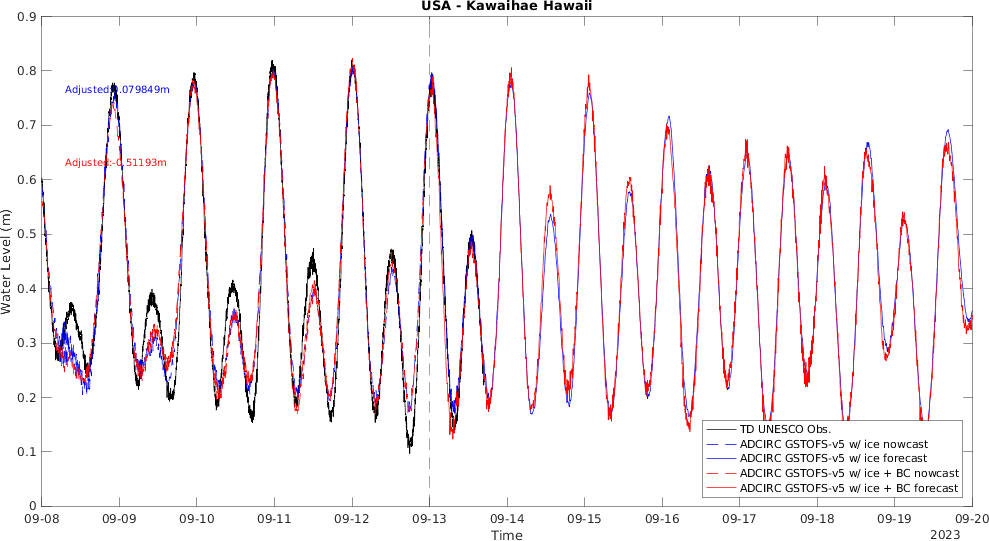 USA - Kawaihae Hawaii
0.9
0.8
0.7
0.6
0.5
0.4
0.3
0.2
0.1
0
Water Level (m)
Adjusted:0.079849m
Adjusted:-0.51193m
TD UNESCO Obs.
ADCIRC GSTOFS-v5 w/ ice nowcast
ADCIRC GSTOFS-v5 w/ ice forecast
ADCIRC GSTOFS-v5 w/ ice + BC nowcast
ADCIRC GSTOFS-v5 w/ ice + BC forecast
09-08 09-09 09-10 09-11 09-12 09-13 09-14 09-15 09-16 09-17 09-18 09-19 09-20
Time
2023